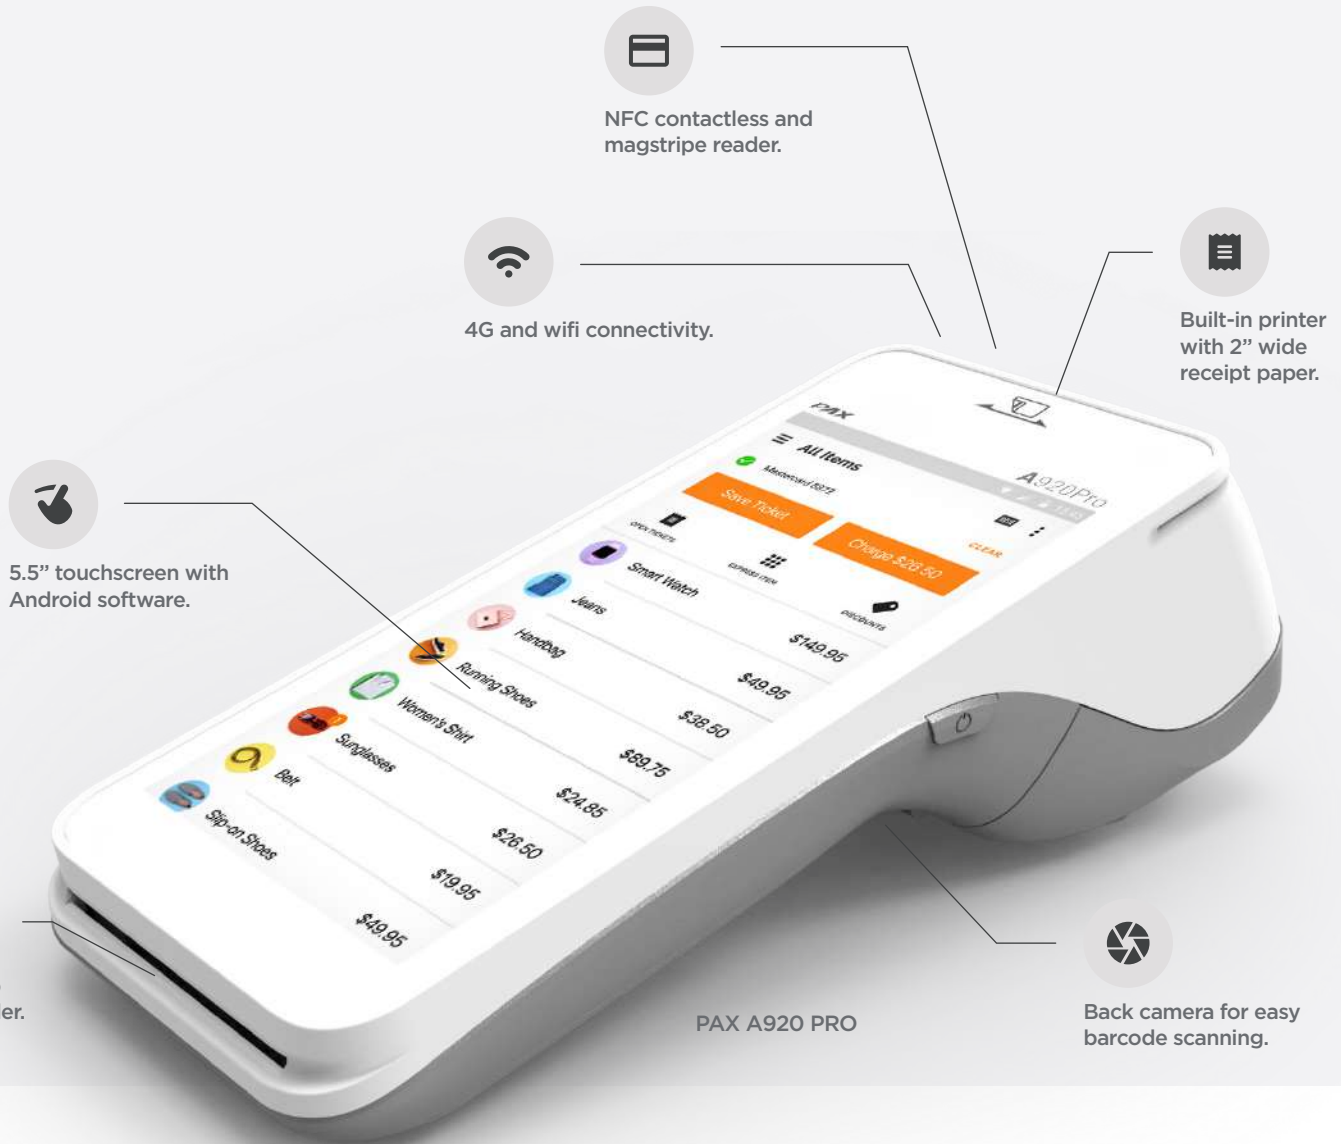 NFC contactless and
magstripe reader.
4G and wifi connectivity.
Built-in printer
with 2” wide
receipt paper.
5.5” touchscreen with
Android software.
PAX
A920Pro
All Items
Mastercard
CLEAR
Save Ticket
Charge $26.50
OPEN TICKETS
EXPRESS ITEM
DISCOUNTS
Smart Watch
$149.95
Jeans
$49.95
Handbag
$38.50
Running Shoes
$89.75
Women's Shirt
$24.85
Sunglasses
$26.50
Belt
$19.95
Slip-on Shoes
$49.95
PAX A920 PRO
Back camera for easy
barcode scanning.